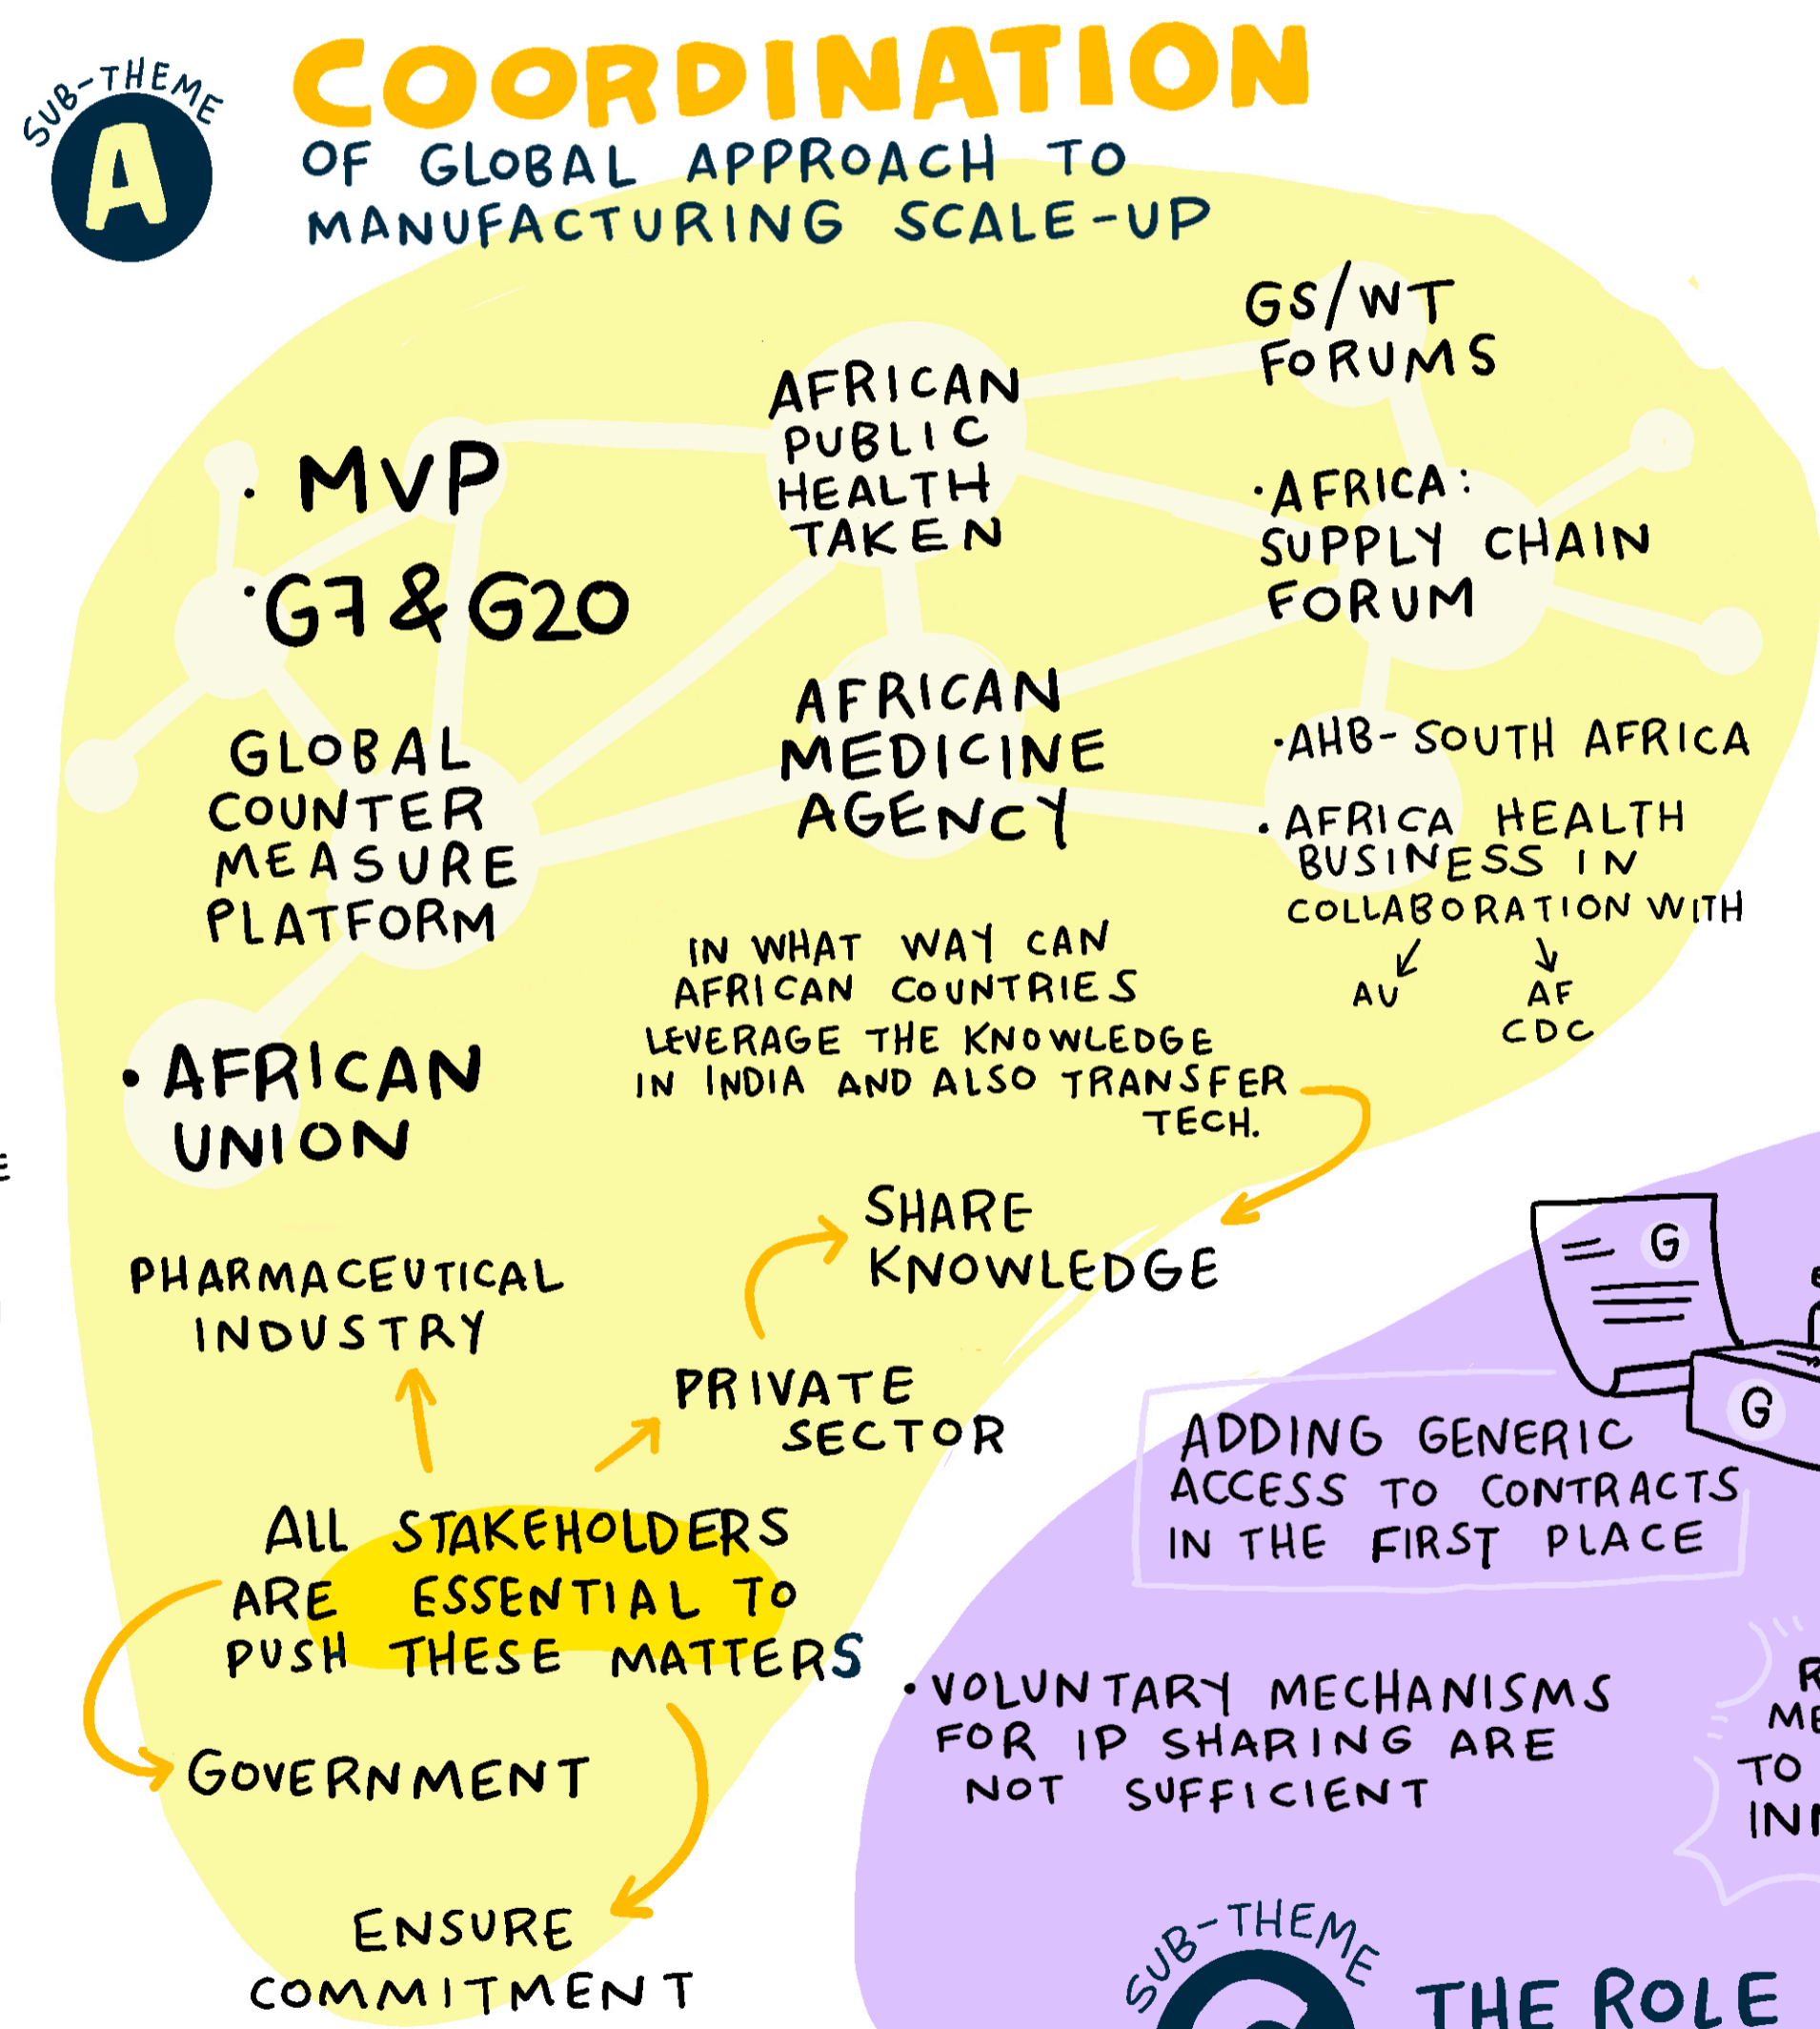 SUB-THEME
A
COORDINATION
OF GLOBAL APPROACH TO
MANUFACTURING SCALE-UP
· MVP
· G7 & G20
GLOBAL
COUNTER
MEASURE
PLATFORM
· AFRICAN
UNION
AFRICAN
PUBLIC
HEALTH
TAKEN
AFRICAN
MEDICINE
AGENCY
GS/WT
FORUMS
· AFRICA:
SUPPLY CHAIN
FORUM
· AHB- SOUTH AFRICA
· AFRICA HEALTH
BUSINESS IN
COLLABORATION WITH
AU
AF
CDC
IN WHAT WAY CAN
AFRICAN COUNTRIES
LEVERAGE THE KNOWLEDGE
IN INDIA AND ALSO TRANSFER
TECH.
SHARE
KNOWLEDGE
PHARMACEUTICAL
INDUSTRY
PRIVATE
SECTOR
ALL STAKEHOLDERS
ARE ESSENTIAL TO
PUSH THESE MATTERS
GOVERNMENT
ENSURE
COMMITMENT
G
G
ADDING GENERIC
ACCESS TO CONTRACTS
IN THE FIRST PLACE
· VOLUNTARY MECHANISMS
FOR IP SHARING ARE
NOT SUFFICIENT
TO
SUB-THEME
THE ROLE